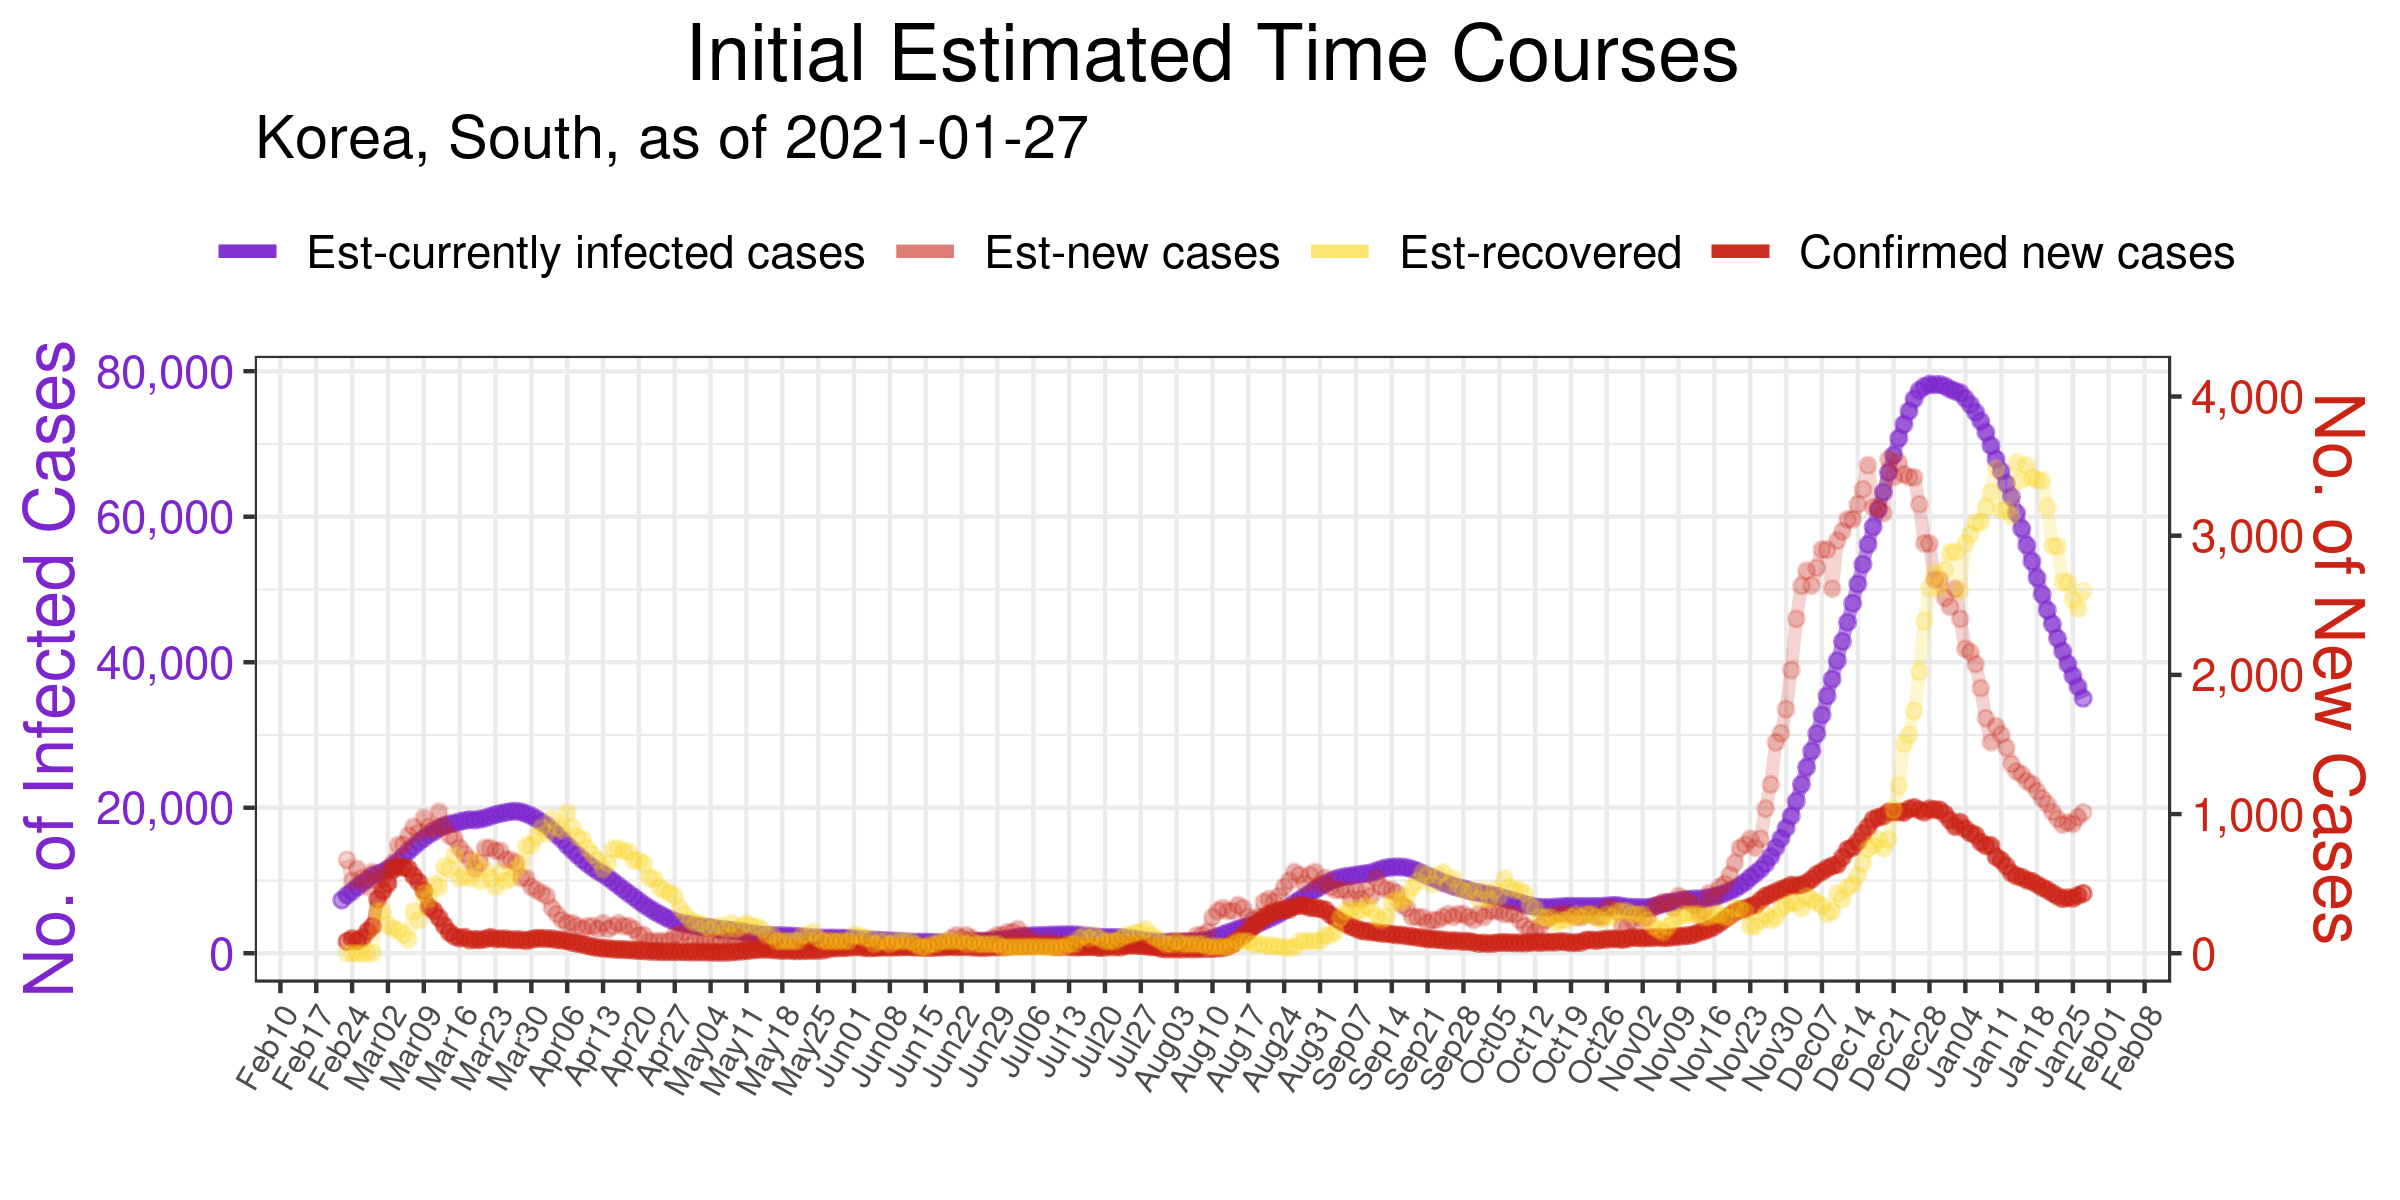 Initial Estimated Time Courses
Korea, South, as of 2021-01-27
Est-currently infected cases
Est-new cases
Est-recovered
Confirmed new cases
No. of Infected Cases
80,000
60,000
40,000
20,000
0
4,000
3,000
2,000
1,000
0
No. of New Cases
Feb10
Feb17
Feb24
Mar02
Mar09
Mar16
Mar23
Mar30
Apr06
Apr13
Apr20
Apr27
May04
May11
May18
May25
Jun01
Jun08
Jun15
Jun22
Jun29
Jul06
Jul13
Jul20
Jul27
Aug03
Aug10
Aug17
Aug24
Aug31
Sep07
Sep14
Sep21
Sep28
Oct05
Oct12
Oct19
Oct26
Nov02
Nov09
Nov16
Nov23
Nov30
Dec07
Dec14
Dec21
Dec28
Jan04
Jan11
Jan18
Jan25
Feb01
Feb08